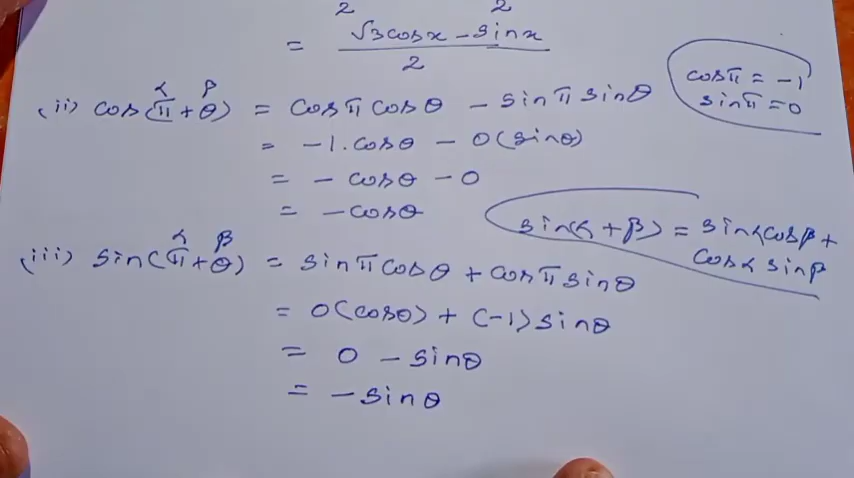 2 2
= √3cosx - sinx
2
α β
(ii) cos(π + θ) = cosπ cosθ - sinπ sinθ
cosπ = -1
sinπ = 0
= -1. cosθ - 0(sinθ)
= - cosθ - 0
= - cosθ
sin(α + β) = sinαcosβ +
cosα sinβ
α β
(iii) sin(π + θ) = sinπ cosθ + cosπ sinθ
= 0(cosθ) + (-1) sinθ
= 0 - sinθ
= - sinθ